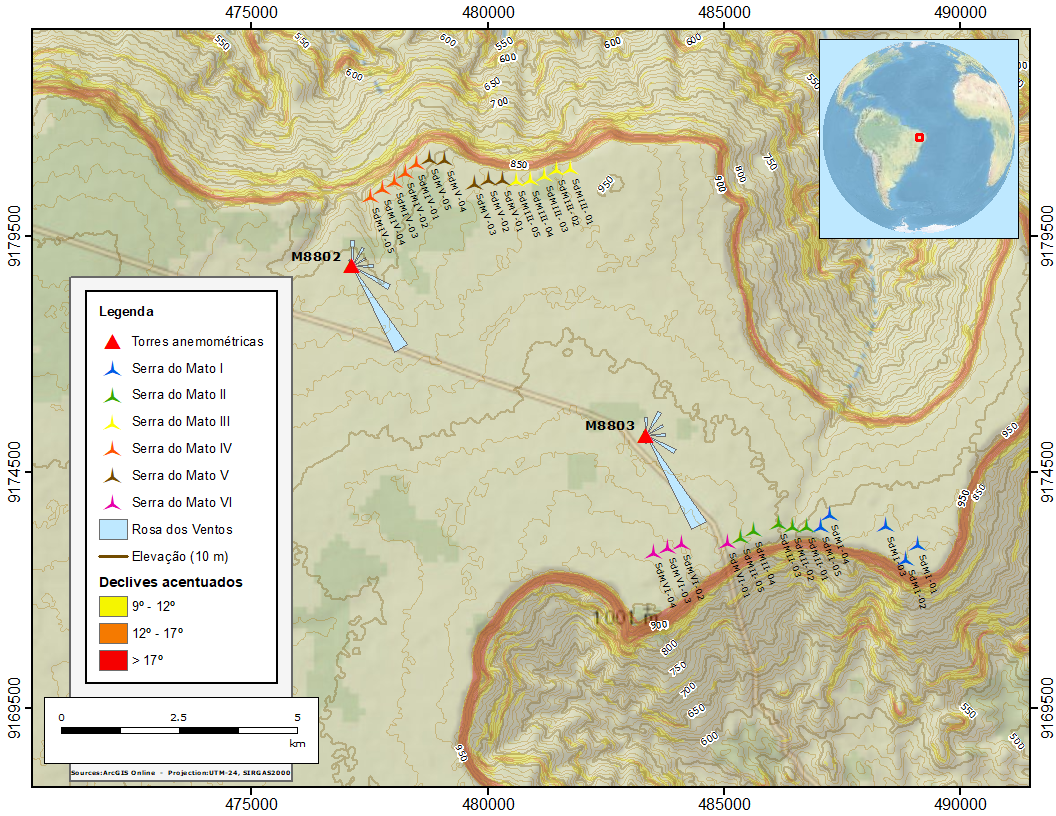 475000 480000 485000 490000
550
550
600
550
600
600
600
600
650
700
550
850
950
900
800
750
9179500
9179500
SdMIV-05
SdMIV-04
SdMIV-03
SdMIV-02
SdMIV-01
SdMV-05
SdMV-04
SdMV-03
SdMV-02
SdMV-01
SdMIII-05
SdMIII-04
SdMIII-03
SdMIII-02
SdMIII-01
M8802
M8803
Legenda
Torres anemométricas
Serra do Mato I
Serra do Mato II
Serra do Mato III
Serra do Mato IV
Serra do Mato V
Serra do Mato VI
Rosa dos Ventos
Elevação (10 m)
Declives acentuados
9º - 12º
12º - 17º
> 17º
9174500
9174500
950
950
850
SdMVI-04
SdMVI-03
SdMVI-02
SdMVI-01
SdMII-05
SdMII-04
SdMII-03
SdMII-02
SdMII-01
SdMI-05
SdMI-04
SdMI-03
SdMI-02
SdMI-01
1001 m
900
800
750
700
650
600
950
550
500
9169500
9169500
0 2.5 5
km
Sources:ArcGIS Online - Projection:UTM-24, SIRGAS2000
475000 480000 485000 490000